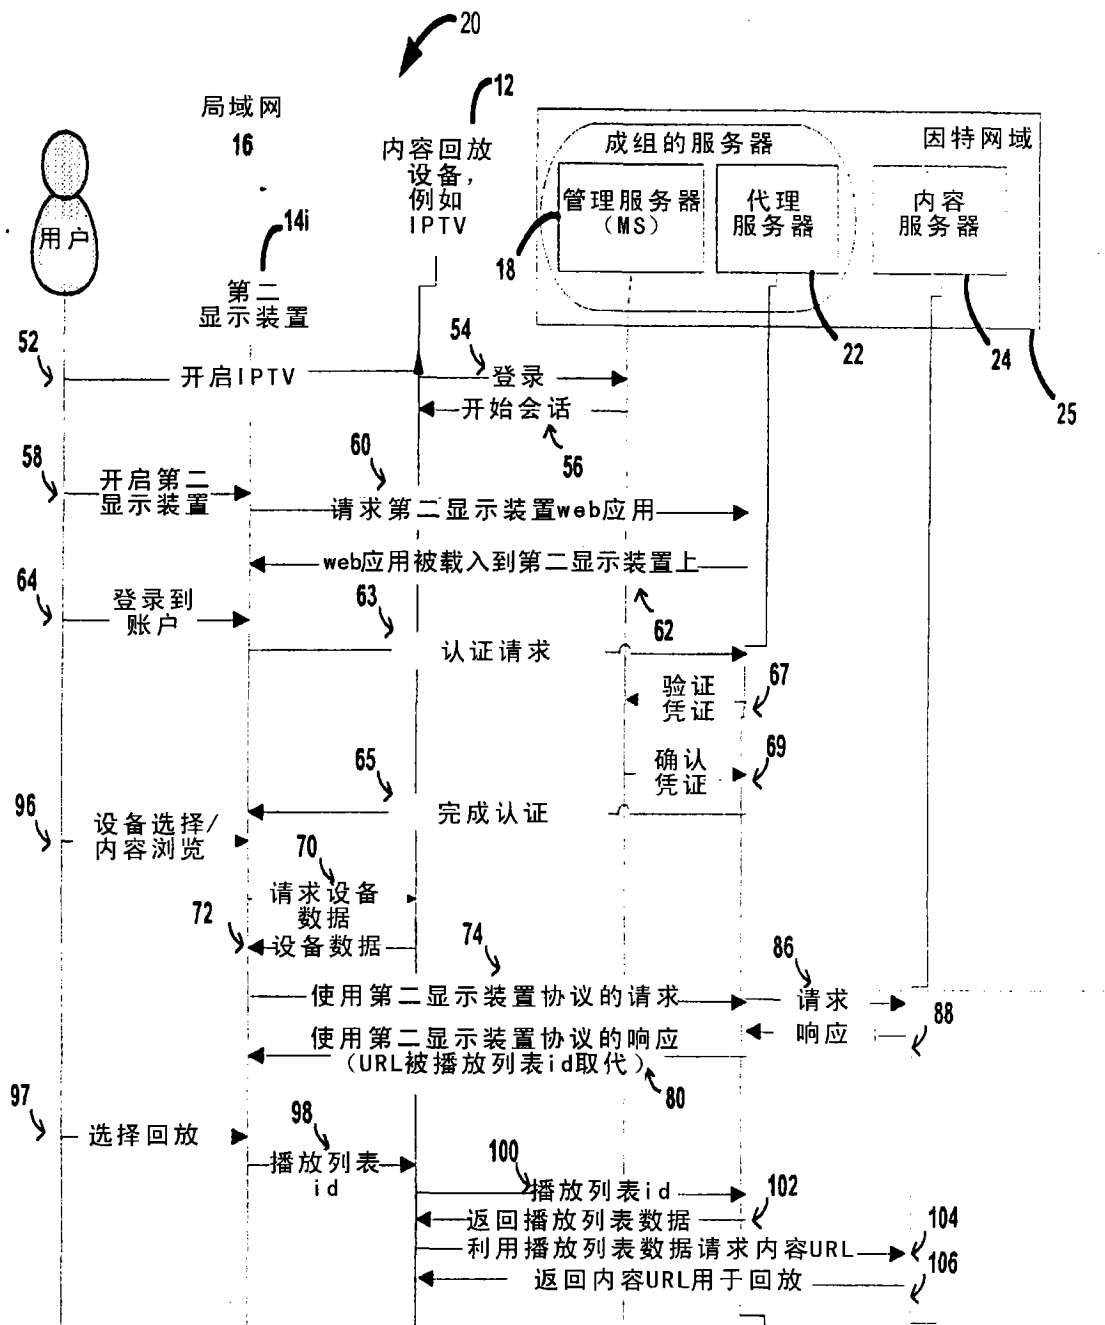 20
局域网
16
12
内容回放
设备，
例如
IPTV
因特网域
成组的服务器
管理服务器
（MS）
代理
服务器
内容
服务器
用户
14i
18
第二
显示装置
22
24
25
52
54
开启IPTV
登录
开始会话
56
58
60
开启第二
显示装置
请求第二显示装置web应用
web应用被载入到第二显示装置上
64
登录到
账户
63
62
认证请求
67
验证
凭证
69
确认
凭证
65
完成认证
96
设备选择/
内容浏览
70
请求设备
数据
72
设备数据
74
86
使用第二显示装置协议的请求
请求
响应
88
使用第二显示装置协议的响应
（URL被播放列表id取代）
80
97
选择回放
98
播放列表
id
100
播放列表id
102
返回播放列表数据
104
利用播放列表数据请求内容URL
106
返回内容URL用于回放